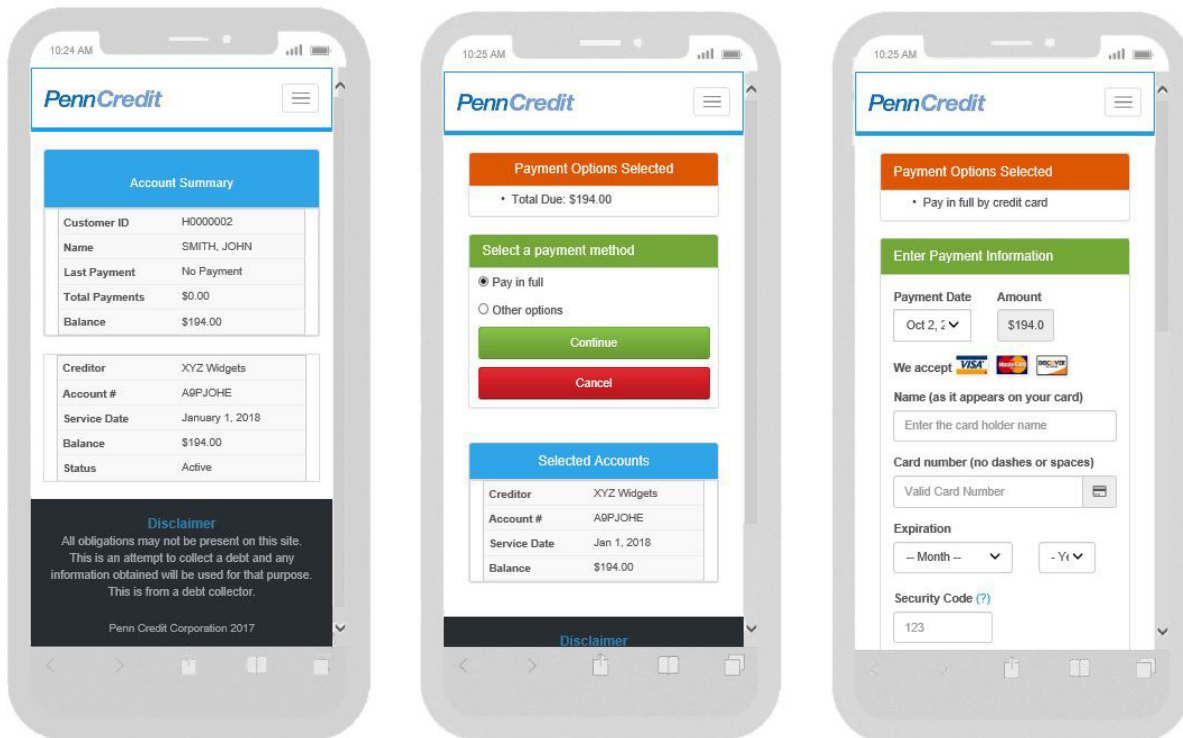 10:24 AM
PennCredit
Account Summary
Customer ID H0000002
Name SMITH, JOHN
Last Payment No Payment
Total Payments $0.00
Balance $194.00
Creditor XYZ Widgets
Account # A9PJOHE
Service Date January 1, 2018
Balance $194.00
Status Active
Disclaimer
All obligations may not be present on this site.
This is an attempt to collect a debt and any
information obtained will be used for that purpose.
This is from a debt collector.
Penn Credit Corporation 2017
10:25 AM
PennCredit
Payment Options Selected
• Total Due: $194.00
Select a payment method
Pay in full
Other options
Continue
Cancel
Selected Accounts
Creditor XYZ Widgets
Account # A9PJOHE
Service Date Jan 1, 2018
Balance $194.00
Disclaimer
10:25 AM
PennCredit
Payment Options Selected
• Pay in full by credit card
Enter Payment Information
Payment Date Amount
Oct 2, 2 $194.0
We accept VISA MasterCard DISCOVER
Name (as it appears on your card)
Enter the card holder name
Card number (no dashes or spaces)
Valid Card Number
Expiration
-- Month -- - Ye
Security Code (?)
123